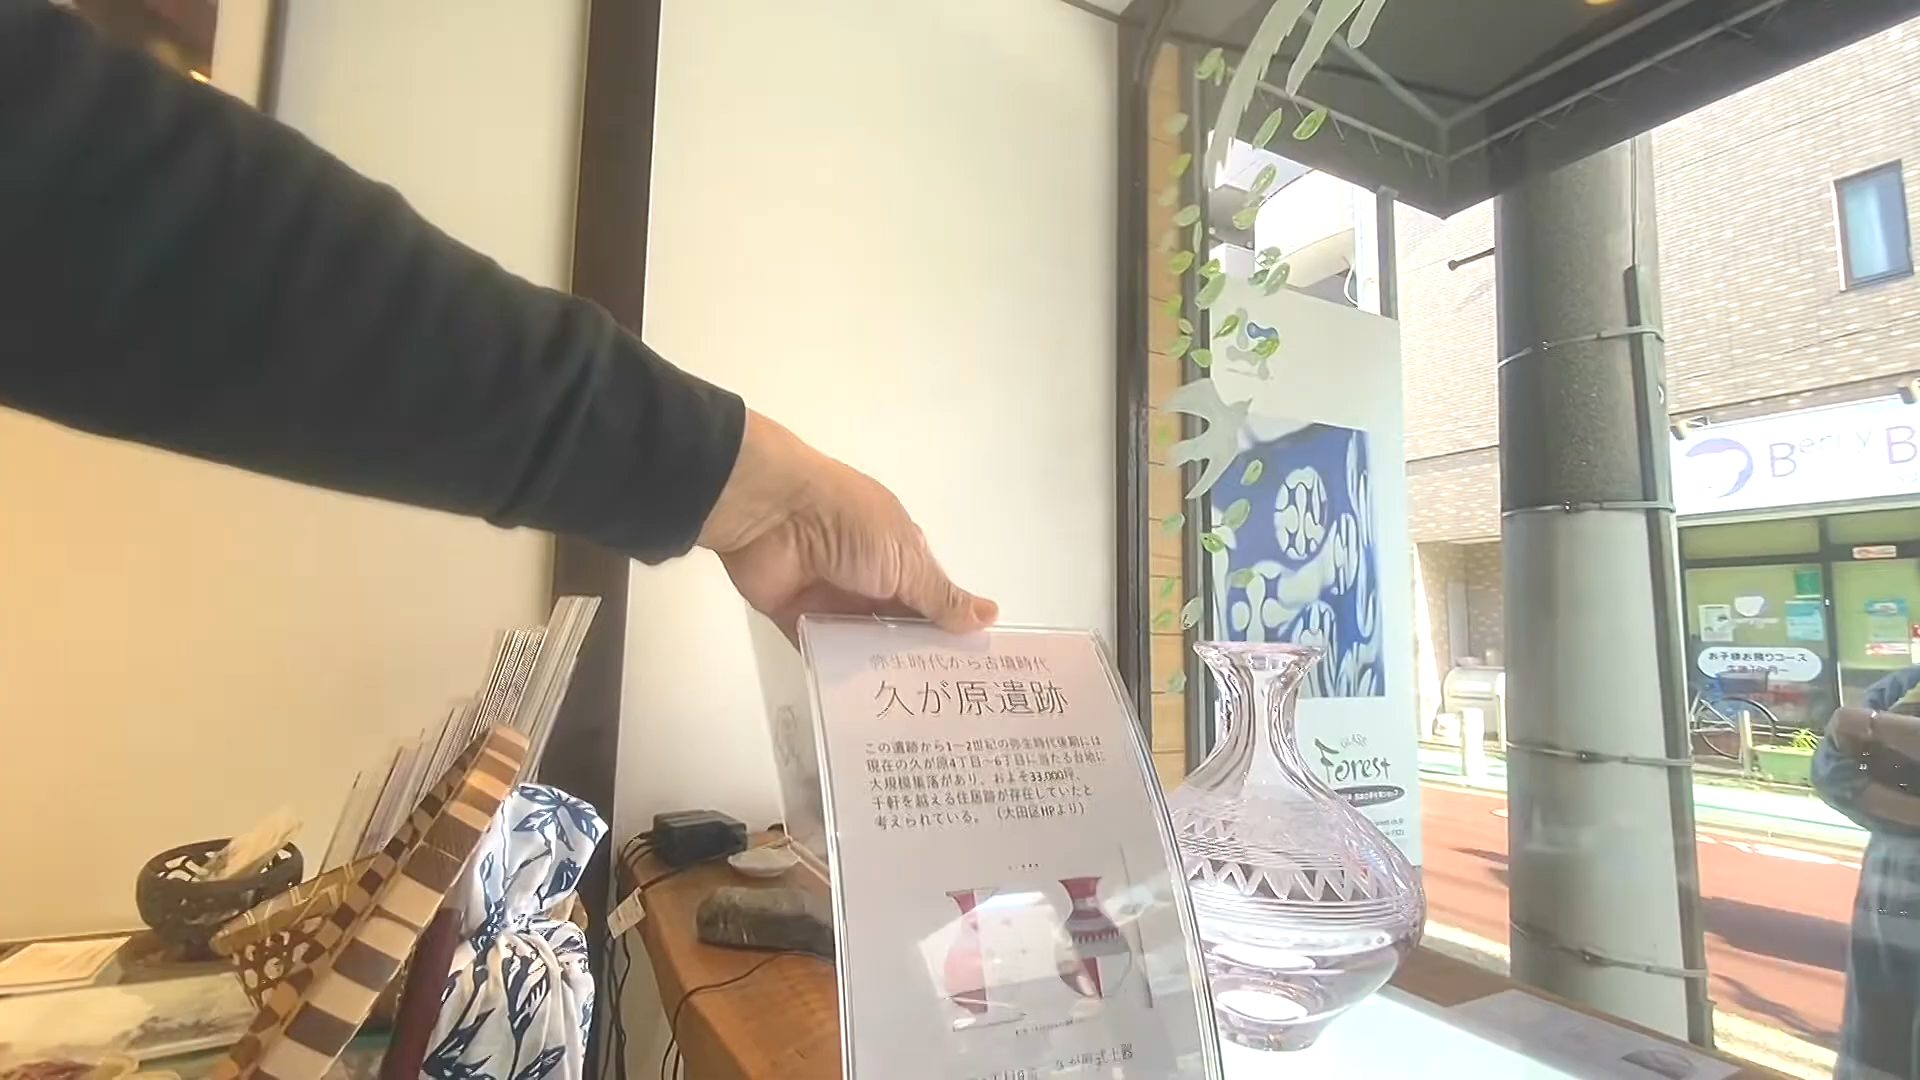 弥生時代から古墳時代
久が原遺跡
この遺跡から1～2世紀の弥生時代後期には
現在の久が原4丁目～6丁目に当たる台地に
大規模集落があり、およそ33,000坪、
千軒を越える住居跡が存在していたと
考えられている。 (大田区HPより)
GLASS
Forest
Berry B
お子様お預りコース